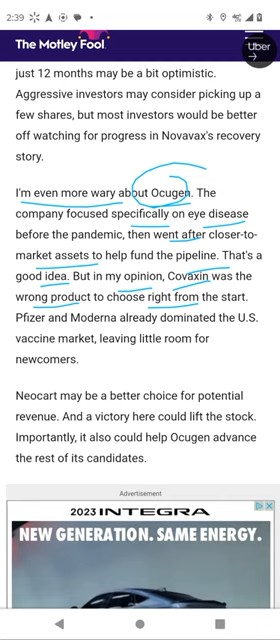 2:39
4G
The Motley Fool
Uber
just 12 months may be a bit optimistic.
Aggressive investors may consider picking up
a few shares, but most investors would be better
off watching for progress in Novavax's recovery
story.
I'm even more wary about Ocugen. The
company focused specifically on eye disease
before the pandemic, then went after closer-to-
market assets to help fund the pipeline. That's a
good idea. But in my opinion, Covaxin was the
wrong product to choose right from the start.
Pfizer and Moderna already dominated the U.S.
vaccine market, leaving little room for
newcomers.
Neocart may be a better choice for potential
revenue. And a victory here could lift the stock.
Importantly, it also could help Ocugen advance
the rest of its candidates.
Advertisement
2023 INTEGRA
NEW GENERATION. SAME ENERGY.